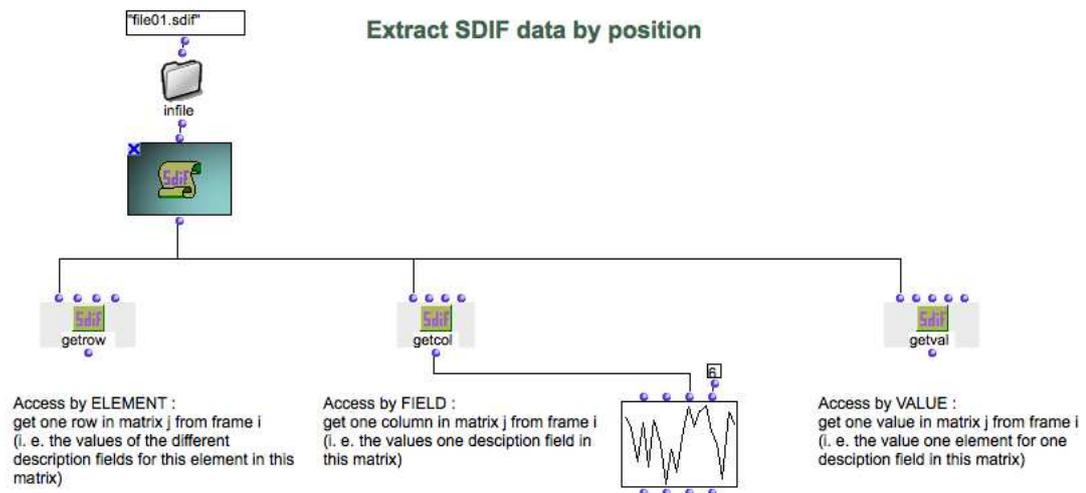 "file01.sdif"
Extract SDIF data by position
infile
Sdif
Sdif
getrow
Sdif
getcol
Sdif
getval
6
Access by ELEMENT :
get one row in matrix j from frame i
(i. e. the values of the different
description fields for this element in this
matrix)
Access by FIELD :
get one column in matrix j from frame i
(i. e. the values one desciption field in
this matrix)
Access by VALUE :
get one value in matrix j from frame i
(i. e. the value one element for one
desciption field in this matrix)